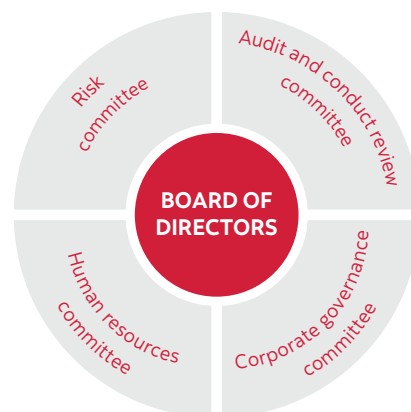 Risk
committee
Audit and conduct review
committee
BOARD OF
DIRECTORS
Human resources
committee
Corporate governance
committee